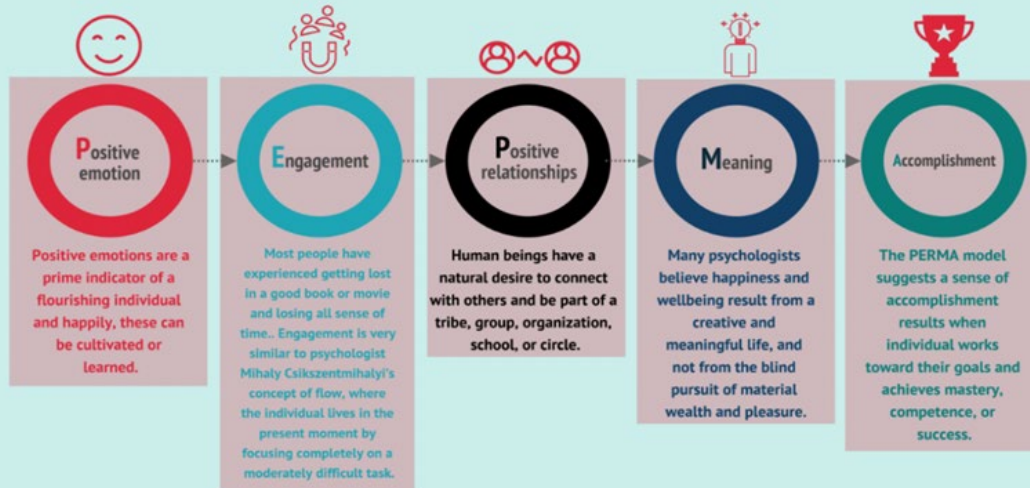 Positive
emotion
Positive emotions are a
prime indicator of a
flourishing individual
and happily, these can
be cultivated or
learned.
Engagement
Most people have
experienced getting lost
in a good book or movie
and losing all sense of
time.. Engagement is very
similar to psychologist
Mihaly Csikszentmihalyi's
concept of flow, where
the individual lives in the
present moment by
focusing completely on a
moderately difficult task.
Positive
relationships
Human beings have a
natural desire to connect
with others and be part of a
tribe, group, organization,
school, or circle.
Meaning
Many psychologists
believe happiness and
wellbeing result from a
creative and
meaningful life, and
not from the blind
pursuit of material
wealth and pleasure.
Accomplishment
The PERMA model
suggests a sense of
accomplishment
results when
individual works
toward their goals and
achieves mastery,
competence, or
success.